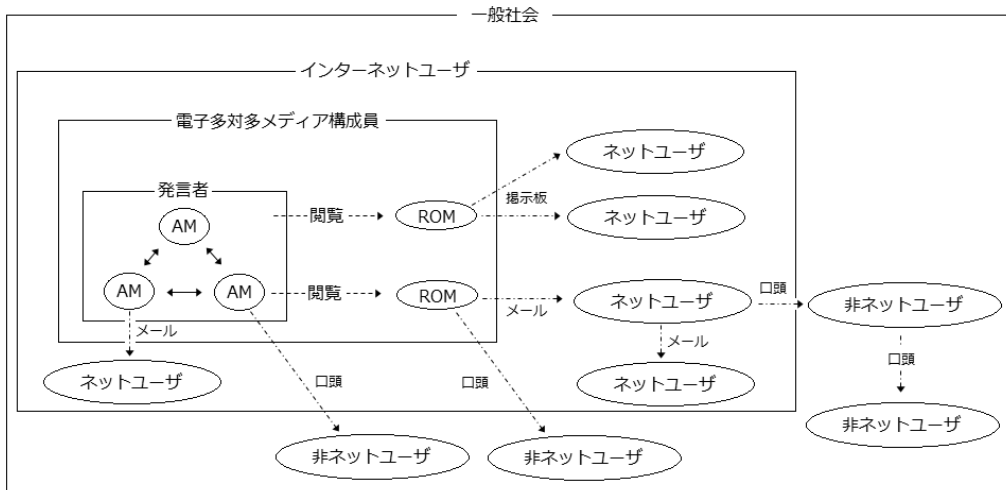 一般社会
インターネットユーザ
電子多対多メディア構成員
ネットユーザ
発言者
掲示板
AM
閲覧
ROM
ネットユーザ
AM
AM
閲覧
ROM
メール
ネットユーザ
口頭
非ネットユーザ
メール
メール
口頭
ネットユーザ
口頭
口頭
ネットユーザ
非ネットユーザ
非ネットユーザ
非ネットユーザ